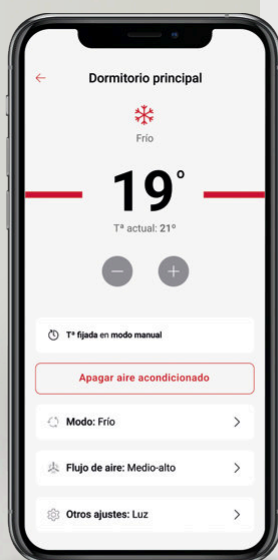 Dormitorio principal
Frío
19°
Tª actual: 21º
Tª fijada en modo manual
Apagar aire acondicionado
Modo: Frío
Flujo de aire: Medio-alto
Otros ajustes: Luz